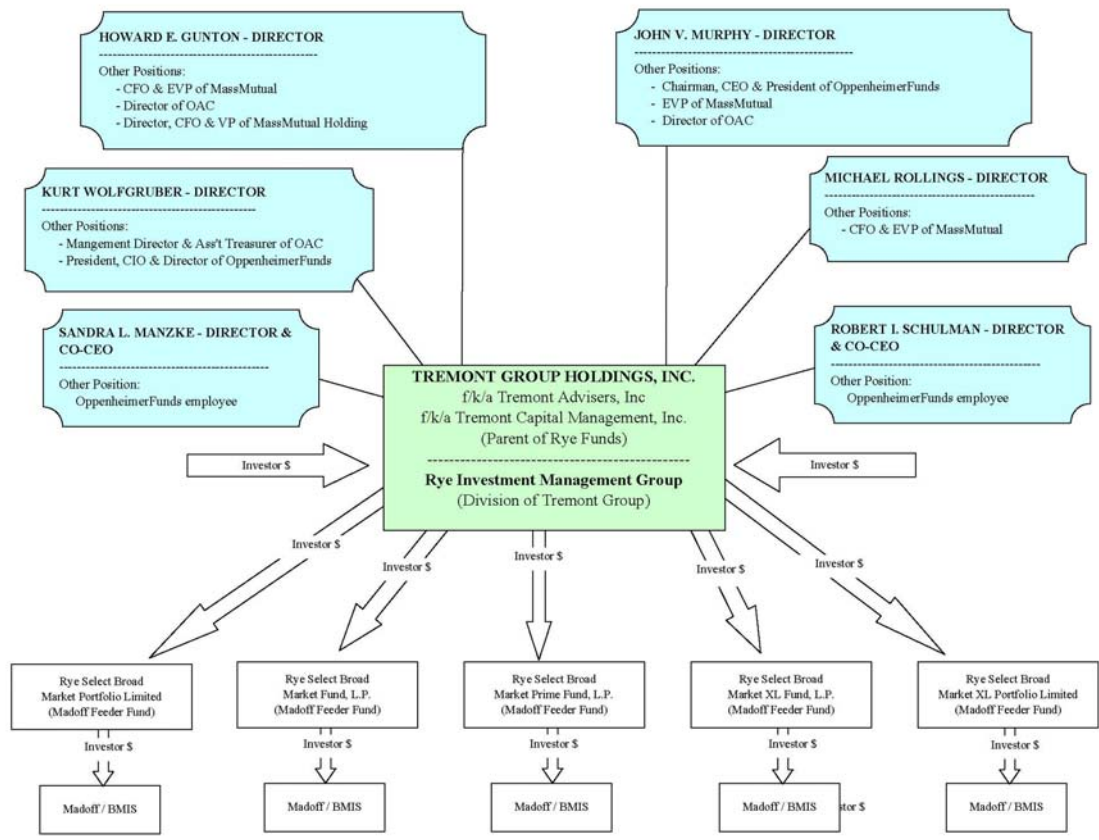 HOWARD E. GUNTON - DIRECTOR
Other Positions:
- CFO & EVP of MassMutual
- Director of OAC
- Director, CFO & VP of MassMutual Holding
JOHN V. MURPHY - DIRECTOR
Other Positions:
- Chairman, CEO & President of OppenheimerFunds
- EVP of MassMutual
- Director of OAC
KURT WOLFGRUBER - DIRECTOR
Other Positions:
- Mangement Director & Ass't Treasurer of OAC
- President, CIO & Director of OppenheimerFunds
MICHAEL ROLLINGS - DIRECTOR
Other Positions:
- CFO & EVP of MassMutual
SANDRA L. MANZKE - DIRECTOR &
CO-CEO
Other Position:
OppenheimerFunds employee
ROBERT I. SCHULMAN - DIRECTOR
& CO-CEO
Other Position:
OppenheimerFunds employee
TREMONT GROUP HOLDINGS, INC.
f/k/a Tremont Advisers, Inc
f/k/a Tremont Capital Management, Inc.
(Parent of Rye Funds)
Rye Investment Management Group
(Division of Tremont Group)
Investor $
Investor $
Investor $
Investor $
Investor $
Investor $
Investor $
Rye Select Broad
Market Portfolio Limited
(Madoff Feeder Fund)
Rye Select Broad
Market Fund, L.P.
(Madoff Feeder Fund)
Rye Select Broad
Market Prime Fund, L.P.
(Madoff Feeder Fund)
Rye Select Broad
Market XL Fund, L.P.
(Madoff Feeder Fund)
Rye Select Broad
Market XL Portfolio Limited
(Madoff Feeder Fund)
Investor $
Investor $
Investor $
Investor $
Investor $
Madoff / BMIS
Madoff / BMIS
Madoff / BMIS
Madoff / BMIS
stor $
Madoff / BMIS